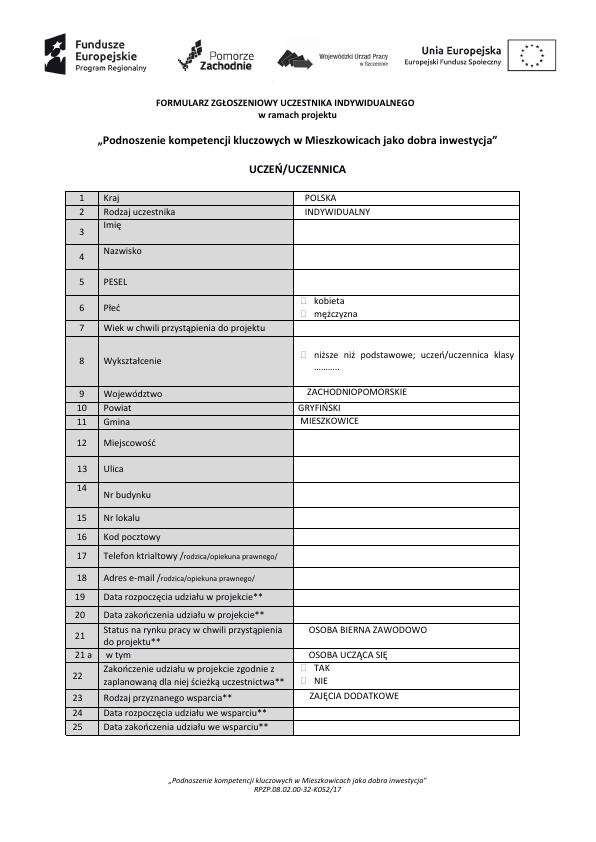 Fundusze
Europejskie
Program Regionalny
Pomorze
Zachodnie
Wojewódzki Urząd Pracy
w Szczecinie
Unia Europejska
Europejski Fundusz Społeczny
FORMULARZ ZGŁOSZENIOWY UCZESTNIKA INDYWIDUALNEGO
w ramach projektu
„Podnoszenie kompetencji kluczowych w Mieszkowicach jako dobra inwestycja”
UCZEŃ/UCZENNICA
1 Kraj POLSKA
2 Rodzaj uczestnika INDYWIDUALNY
3 Imię
4 Nazwisko
5 PESEL
6 Płeć kobieta
mężczyzna
7 Wiek w chwili przystąpienia do projektu
8 Wykształcenie niższe niż podstawowe; uczeń/uczennica klasy
...........
9 Województwo ZACHODNIOPOMORSKIE
10 Powiat GRYFIŃSKI
11 Gmina MIESZKOWICE
12 Miejscowość
13 Ulica
14 Nr budynku
15 Nr lokalu
16 Kod pocztowy
17 Telefon ktrialtowy /rodzica/opiekuna prawnego/
18 Adres e-mail /rodzica/opiekuna prawnego/
19 Data rozpoczęcia udziału w projekcie**
20 Data zakończenia udziału w projekcie**
21 Status na rynku pracy w chwili przystąpienia OSOBA BIERNA ZAWODOWO
do projektu**
21 a w tym OSOBA UCZĄCA SIĘ
22 Zakończenie udziału w projekcie zgodnie z TAK
zaplanowaną dla niej ścieżką uczestnictwa** NIE
23 Rodzaj przyznanego wsparcia** ZAJĘCIA DODATKOWE
24 Data rozpoczęcia udziału we wsparciu**
25 Data zakończenia udziału we wsparciu**
„Podnoszenie kompetencji kluczowych w Mieszkowicach jako dobra inwestycja”
RPZP.08.02.00-32-K052/17